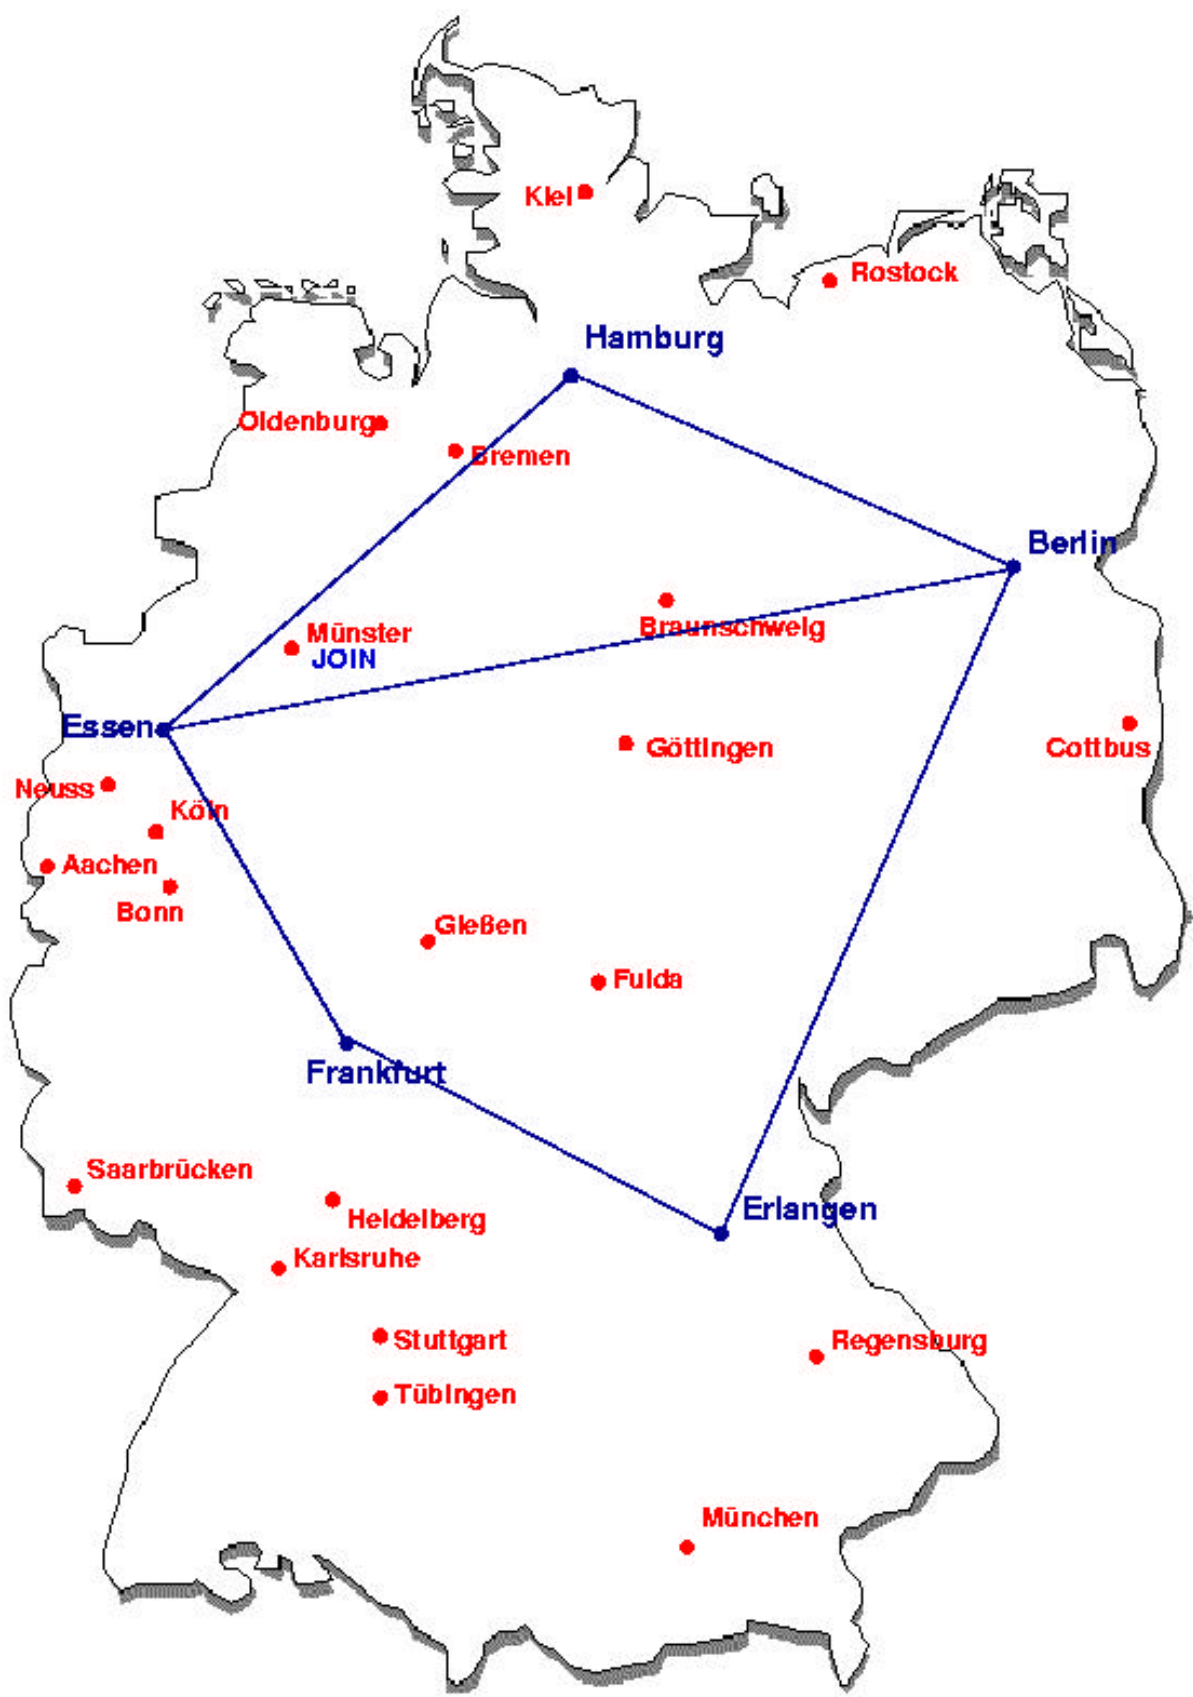 Kiel
Rostock
Hamburg
Oldenburg
Bremen
Berlin
Münster
JOIN
Braunschweig
Essen
Göttingen
Cottbus
Neuss
Köln
Aachen
Bonn
Gießen
Fulda
Frankfurt
Saarbrücken
Heidelberg
Erlangen
Karlsruhe
Stuttgart
Regensburg
Tübingen
München